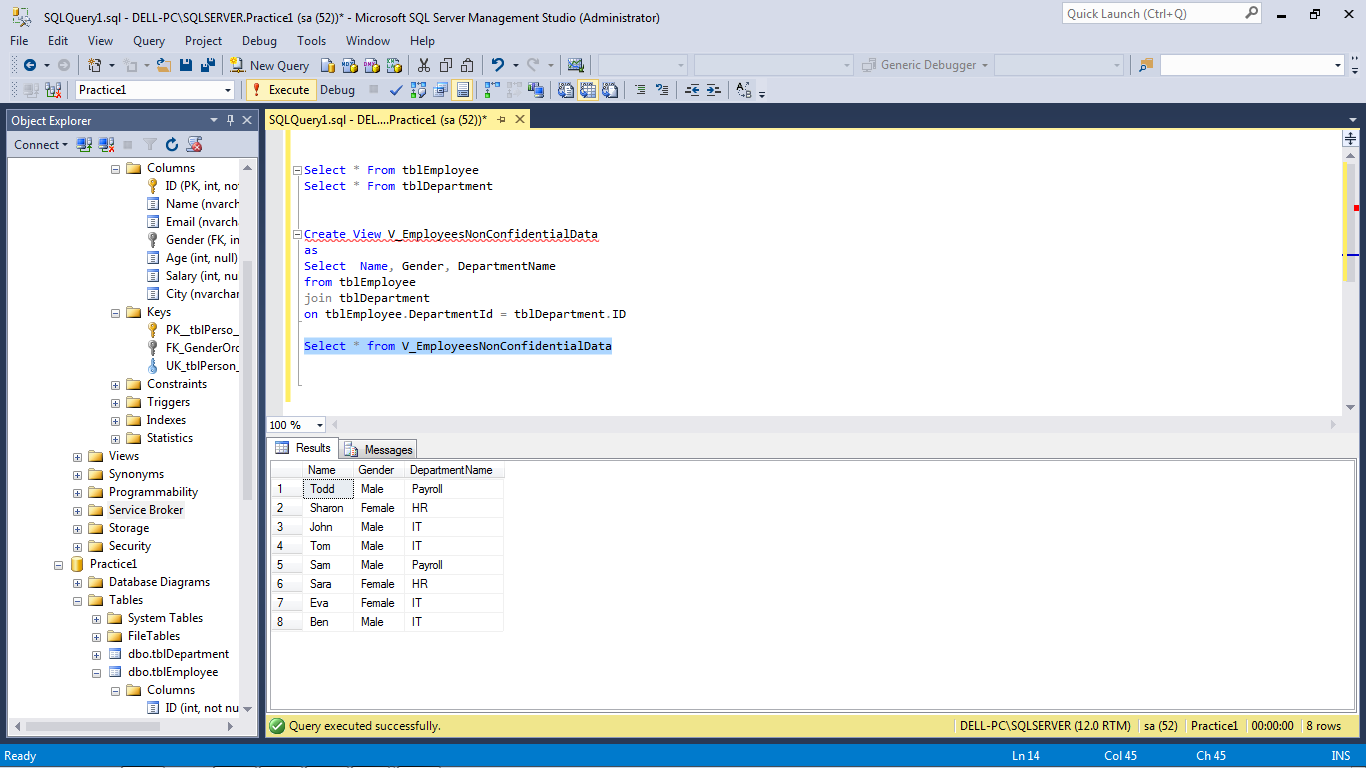 SQLQuery1.sql - DELL-PC\SQLSERVER.Practice1 (sa (52))* - Microsoft SQL Server Management Studio (Administrator)
Quick Launch (Ctrl+Q)
File Edit View Query Project Debug Tools Window Help
New Query
Generic Debugger
Practice1
Execute Debug
Object Explorer
Connect
Columns
ID (PK, int, no
Name (nvarch
Email (nvarch
Gender (FK, in
Age (int, null)
Salary (int, nu
City (nvarchar
Keys
PK__tblPerso_
FK_GenderOrd
UK_tblPerson_
Constraints
Triggers
Indexes
Statistics
Views
Synonyms
Programmability
Service Broker
Storage
Security
Practice1
Database Diagrams
Tables
System Tables
FileTables
dbo.tblDepartment
dbo.tblEmployee
Columns
ID (int, not nu
SQLQuery1.sql - DEL....Practice1 (sa (52))*
Select * From tblEmployee
Select * From tblDepartment
Create View V_EmployeesNonConfidentialData
as
Select  Name, Gender, DepartmentName
from tblEmployee
join tblDepartment
on tblEmployee.DepartmentId = tblDepartment.ID
Select * from V_EmployeesNonConfidentialData
100 %
Results Messages
Name Gender DepartmentName
1 Todd Male Payroll
2 Sharon Female HR
3 John Male IT
4 Tom Male IT
5 Sam Male Payroll
6 Sara Female HR
7 Eva Female IT
8 Ben Male IT
Query executed successfully.
DELL-PC\SQLSERVER (12.0 RTM) sa (52) Practice1 00:00:00 8 rows
Ready
Ln 14 Col 45 Ch 45 INS